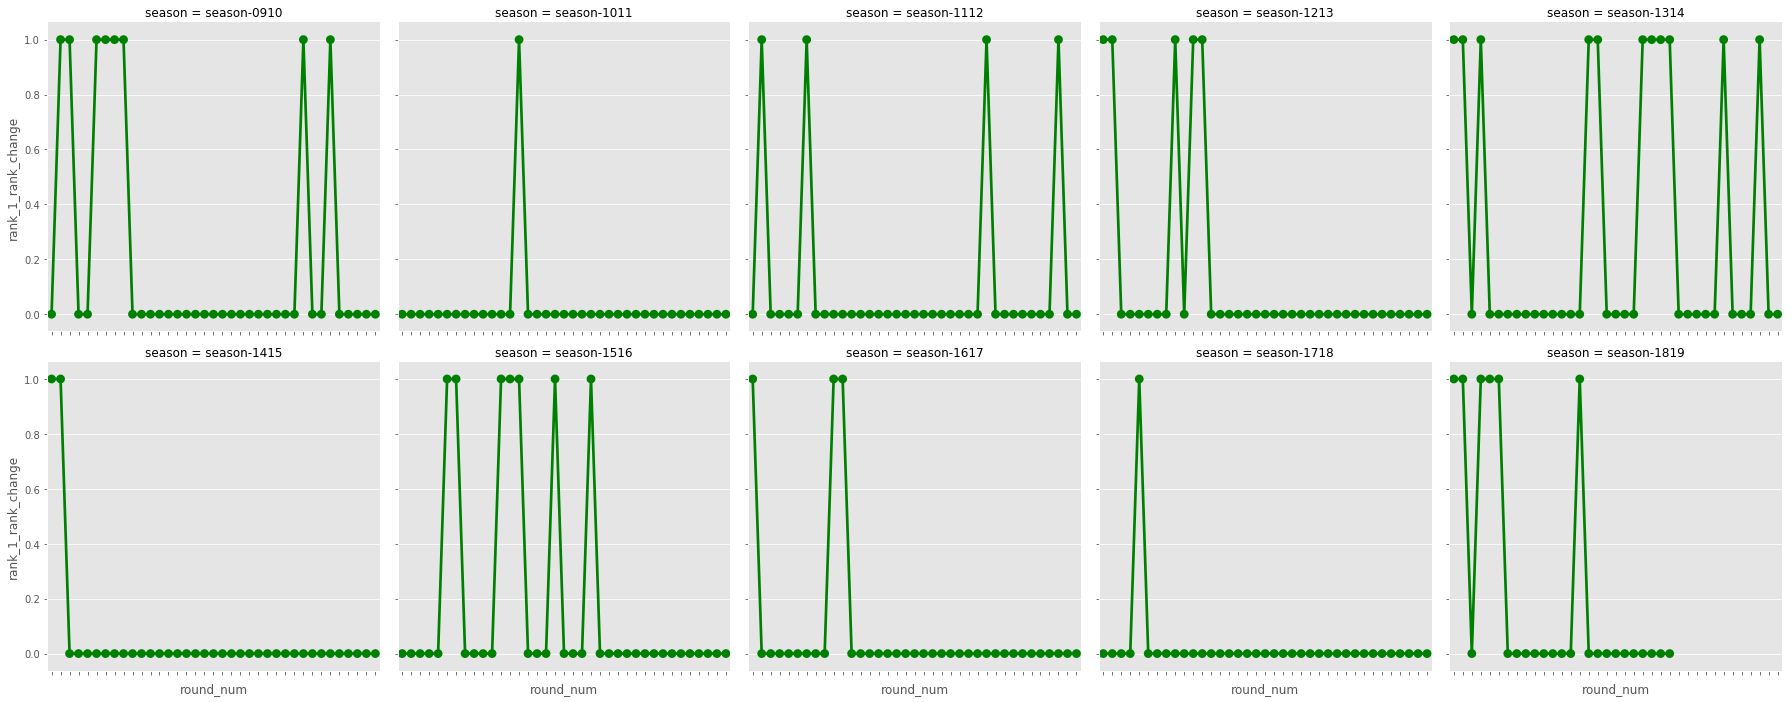 season = season-0910
season = season-1011
season = season-1112
season = season-1213
season = season-1314
1.0
0.8
0.6
0.4
0.2
0.0
rank_1_rank_change
season = season-1415
season = season-1516
season = season-1617
season = season-1718
season = season-1819
1.0
0.8
0.6
0.4
0.2
0.0
rank_1_rank_change
round_num
round_num
round_num
round_num
round_num